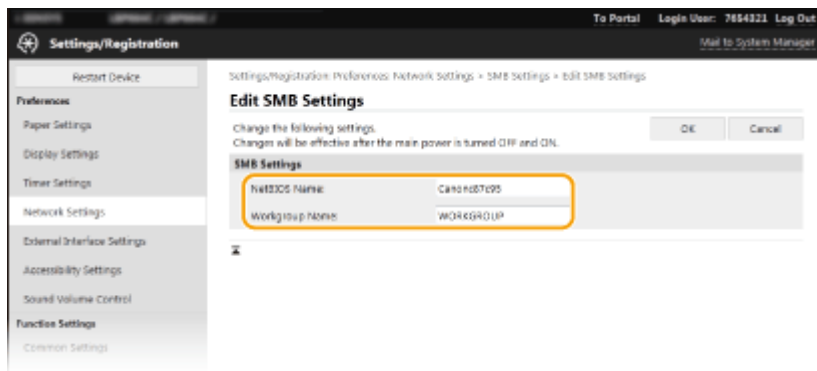 To Portal Login User: 7654321 Log Out
Settings/Registration
Mail to System Manager
Restart Device
Settings/Registration: Preferences: Network Settings > SMB Settings > Edit SMB Settings
Preferences
Edit SMB Settings
Paper Settings
Change the following settings.
OK Cancel
Changes will be effective after the main power is turned OFF and ON.
Display Settings
SMB Settings
Timer Settings
NetBIOS Name:
Network Settings
Workgroup Name: WORKGROUP
External Interface Settings
Accessibility Settings
Sound Volume Control
Function Settings
Common Settings